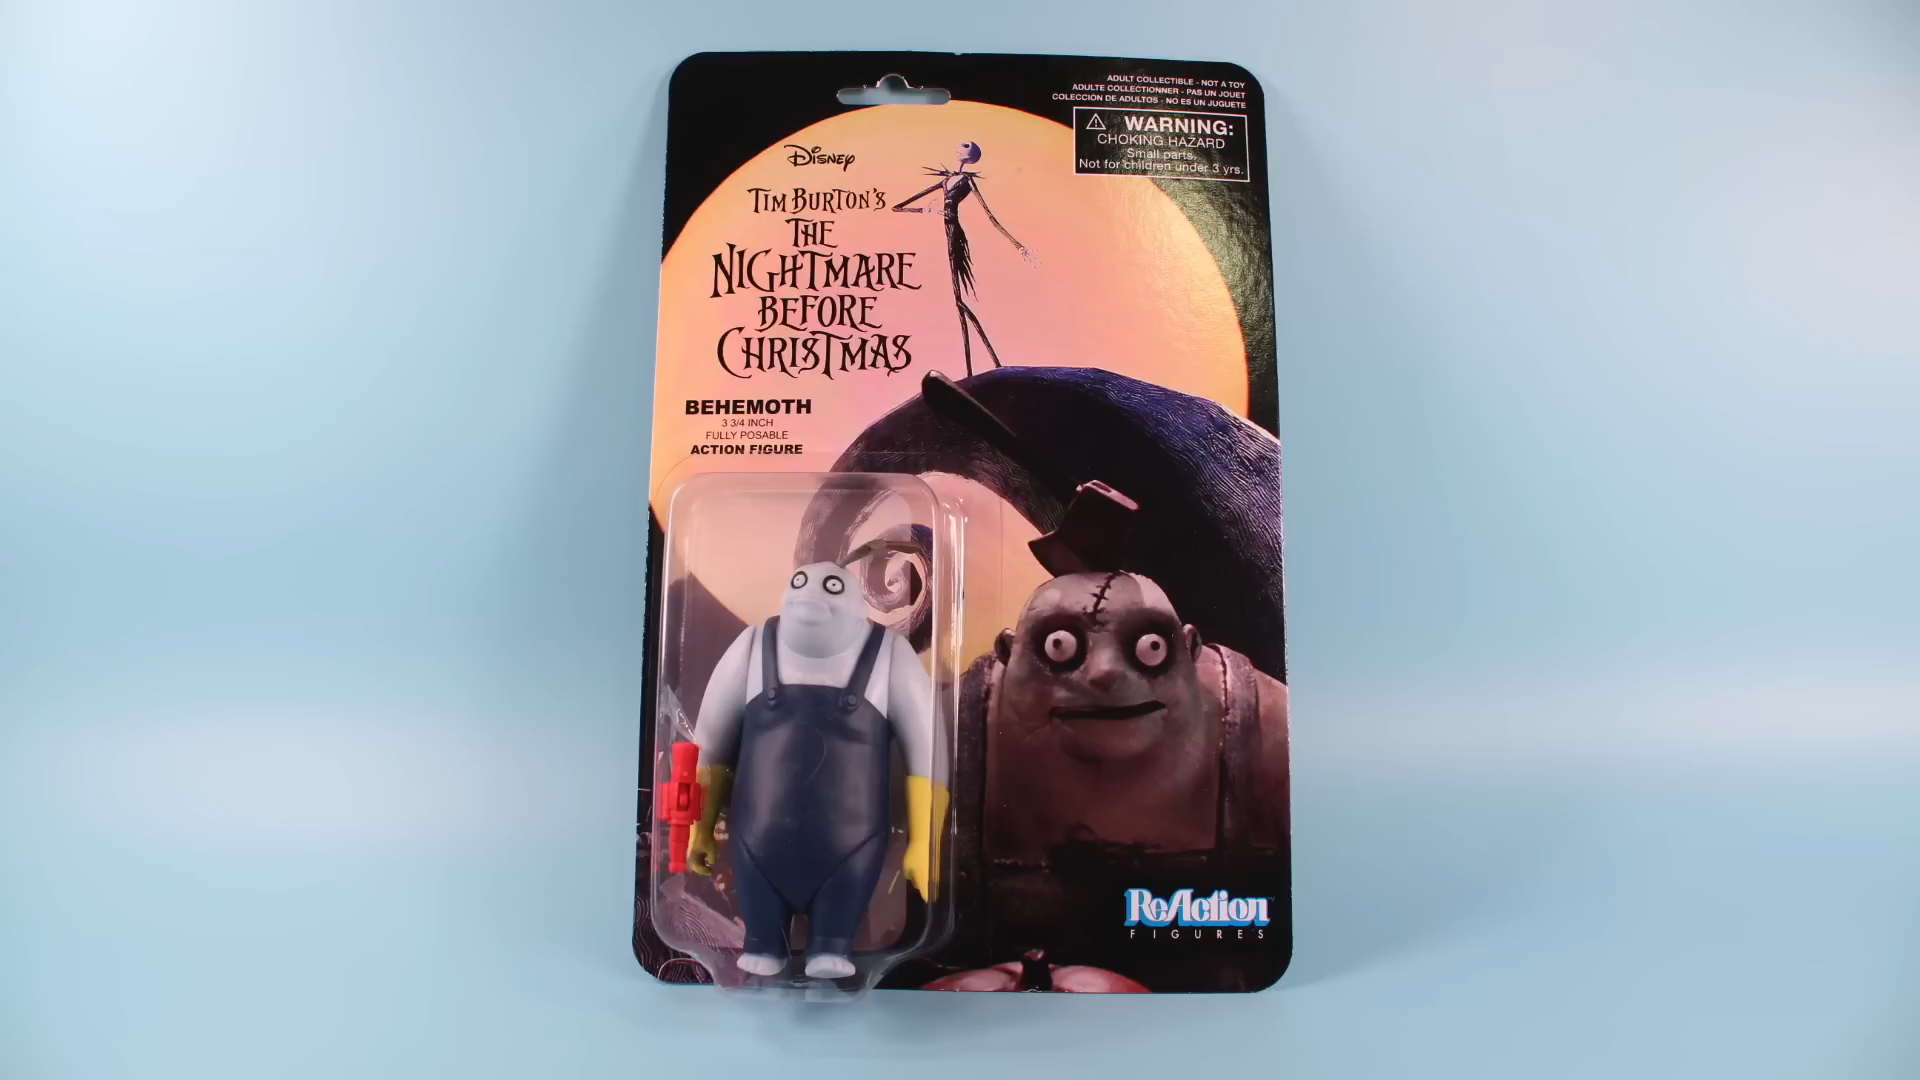 ADULT COLLECTIBLE - NOT A TOY
ADULTE COLLECTIONNER - PAS UN JOUET
COLECCIÓN DE ADULTOS - NO ES UN JUGUETE
WARNING:
CHOKING HAZARD
Small parts.
Not for children under 3 yrs.
Disney
TIM BURTON'S
THE
NIGHTMARE
BEFORE
CHRISTMAS
BEHEMOTH
3 3/4 INCH
FULLY POSABLE
ACTION FIGURE
ReAction
FIGURES